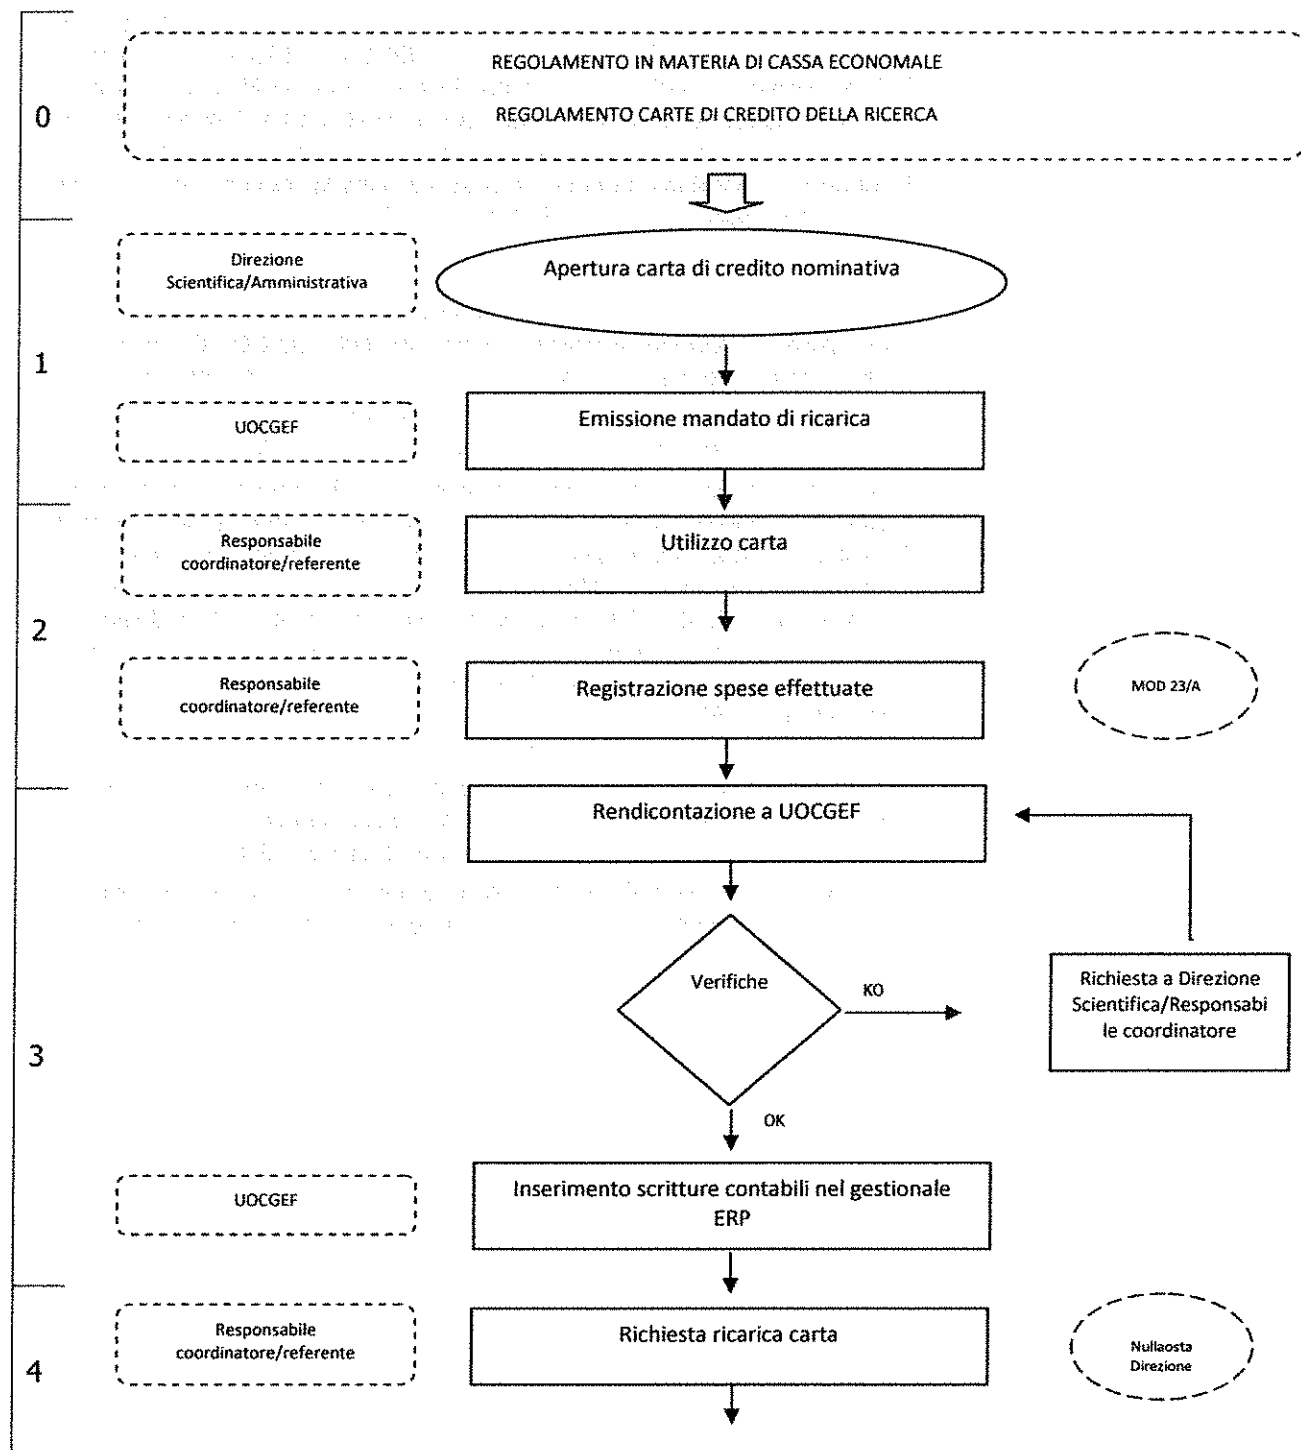 REGOLAMENTO IN MATERIA DI CASSA ECONOMALE
REGOLAMENTO CARTE DI CREDITO DELLA RICERCA
0
Direzione
Scientifica/Amministrativa
Apertura carta di credito nominativa
1
UOCGEF
Emissione mandato di ricarica
Responsabile
coordinatore/referente
Utilizzo carta
2
Responsabile
coordinatore/referente
Registrazione spese effettuate
MOD 23/A
Rendicontazione a UOCGEF
Verifiche
KO
Richiesta a Direzione
Scientifica/Responsabi
le coordinatore
3
OK
UOCGEF
Inserimento scritture contabili nel gestionale
ERP
Responsabile
coordinatore/referente
Richiesta ricarica carta
Nullaosta
Direzione
4